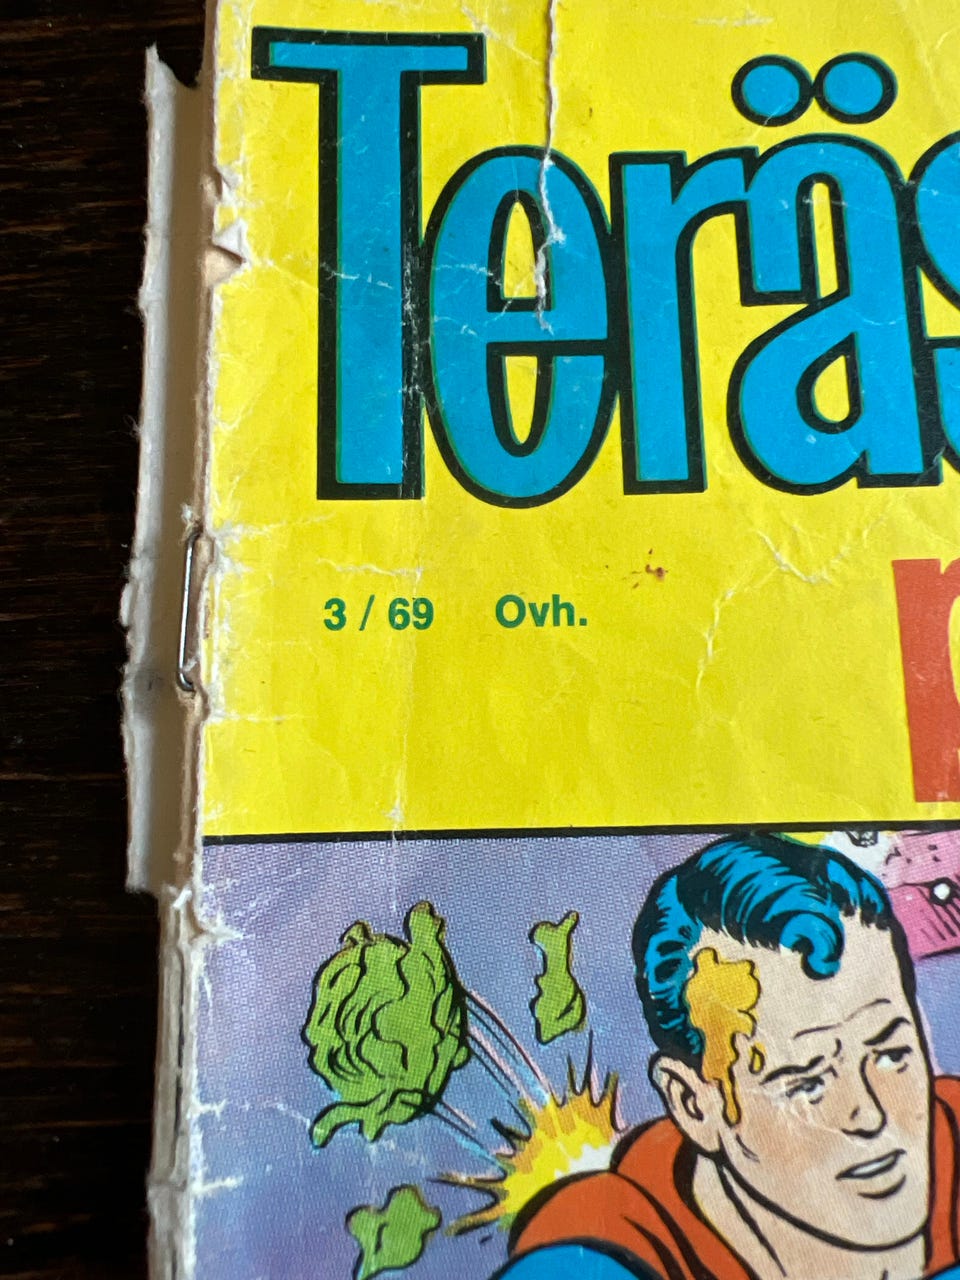 Teräs
3 / 69 Ovh.